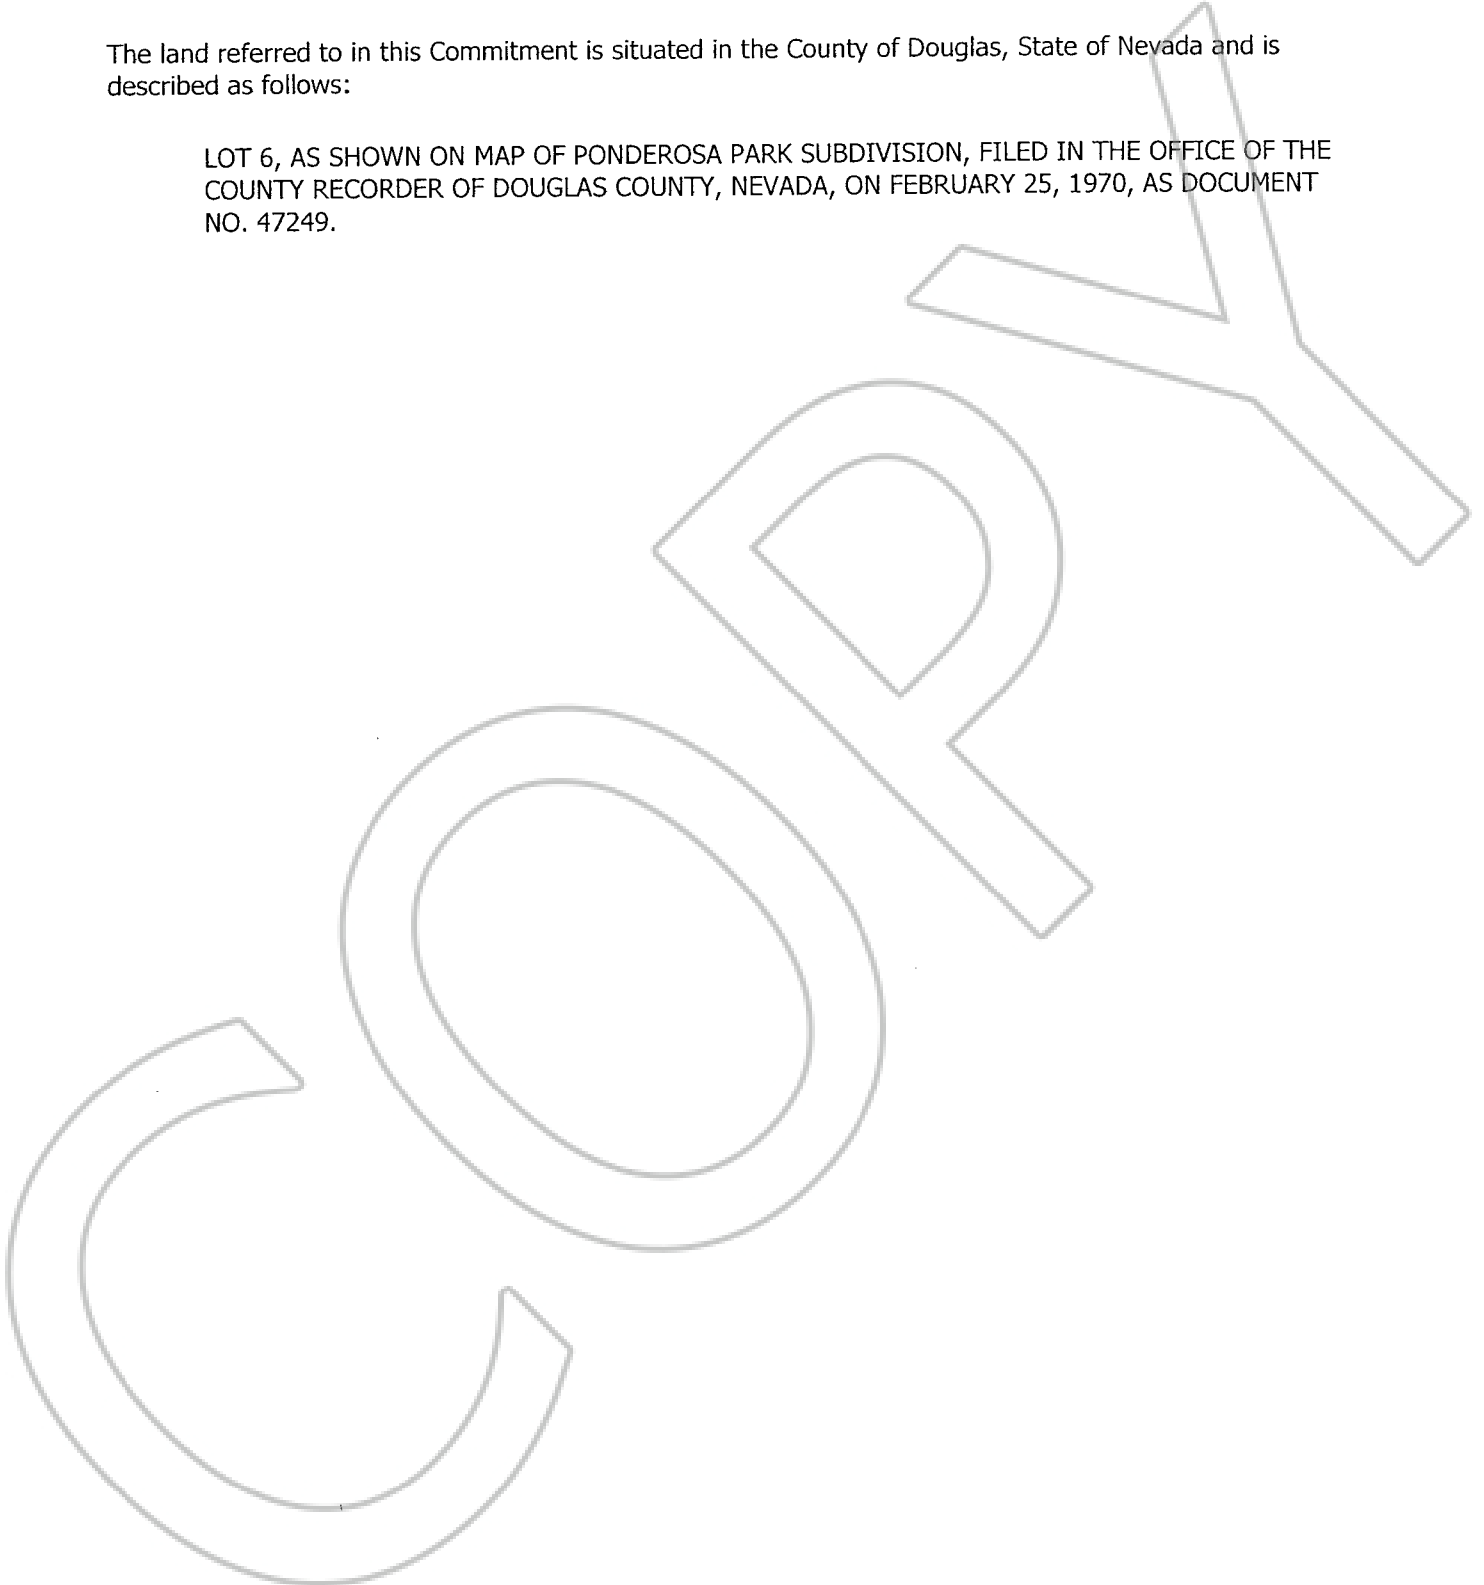 The land referred to in this Commitment is situated in the County of Douglas, State of Nevada and is
described as follows:
LOT 6, AS SHOWN ON MAP OF PONDEROSA PARK SUBDIVISION, FILED IN THE OFFICE OF THE
COUNTY RECORDER OF DOUGLAS COUNTY, NEVADA, ON FEBRUARY 25, 1970, AS DOCUMENT
NO. 47249.
COPY